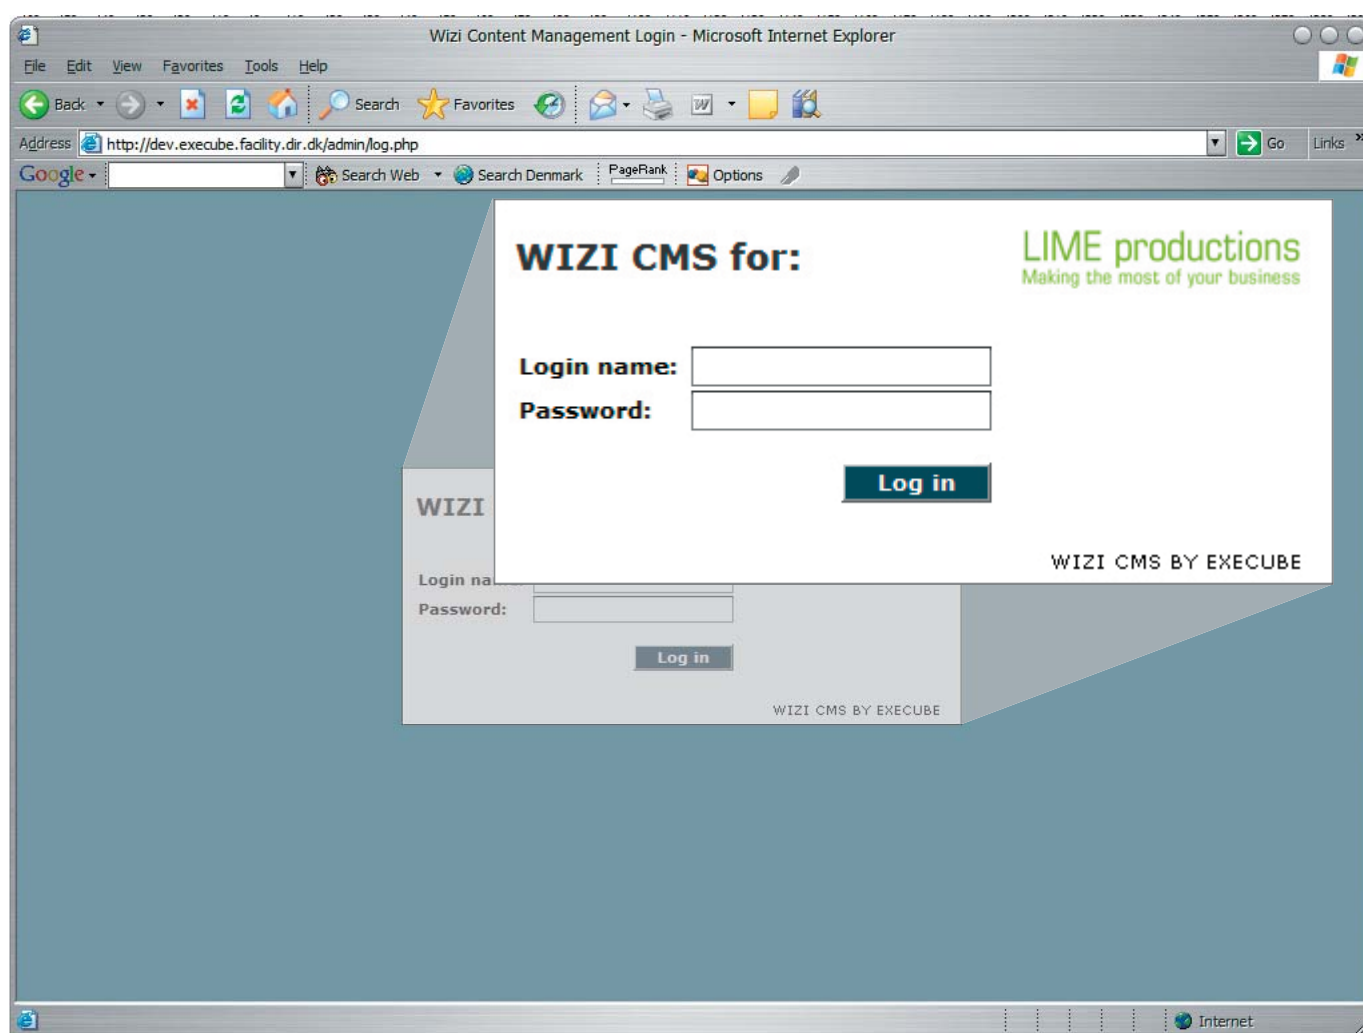 Wizi Content Management Login - Microsoft Internet Explorer
File Edit View Favorites Tools Help
Back Search Favorites
Address http://dev.execube.facility.dir.dk/admin/log.php Go Links »
Google Search Web Search Denmark PageRank Options
WIZI CMS for:
LIME productions
Making the most of your business
Login name:
Password:
Log in
WIZI CMS BY EXECUBE
WIZI
Login na
Password:
Log in
WIZI CMS BY EXECUBE
Internet